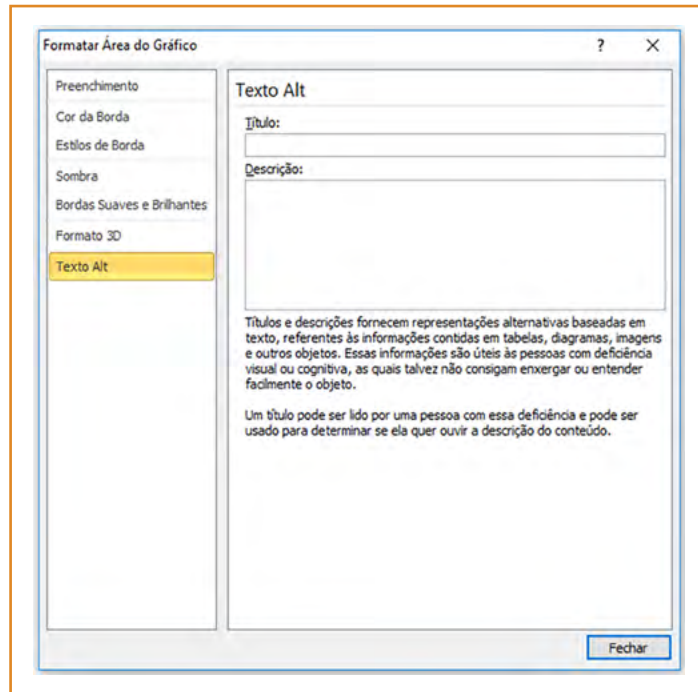 Formatar Área do Gráfico
Preenchimento
Cor da Borda
Estilos de Borda
Sombra
Bordas Suaves e Brilhantes
Formato 3D
Texto Alt
Texto Alt
Título:
Descrição:
Títulos e descrições fornecem representações alternativas baseadas em
texto, referentes às informações contidas em tabelas, diagramas, imagens
e outros objetos. Essas informações são úteis às pessoas com deficiência
visual ou cognitiva, as quais talvez não consigam enxergar ou entender
facilmente o objeto.
Um título pode ser lido por uma pessoa com essa deficiência e pode ser
usado para determinar se ela quer ouvir a descrição do conteúdo.
Fechar